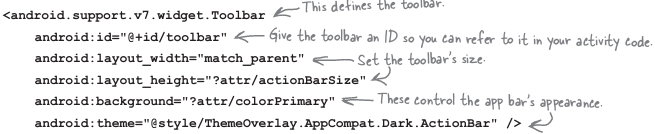 <android.support.v7.widget.Toolbar This defines the toolbar.
android:id="@+id/toolbar" Give the toolbar an ID so you can refer to it in your activity code.
android:layout_width="match_parent" Set the toolbar's size.
android:layout_height="?attr/actionBarSize"
android:background="?attr/colorPrimary" These control the app bar's appearance.
android:theme="@style/ThemeOverlay.AppCompat.Dark.ActionBar" />